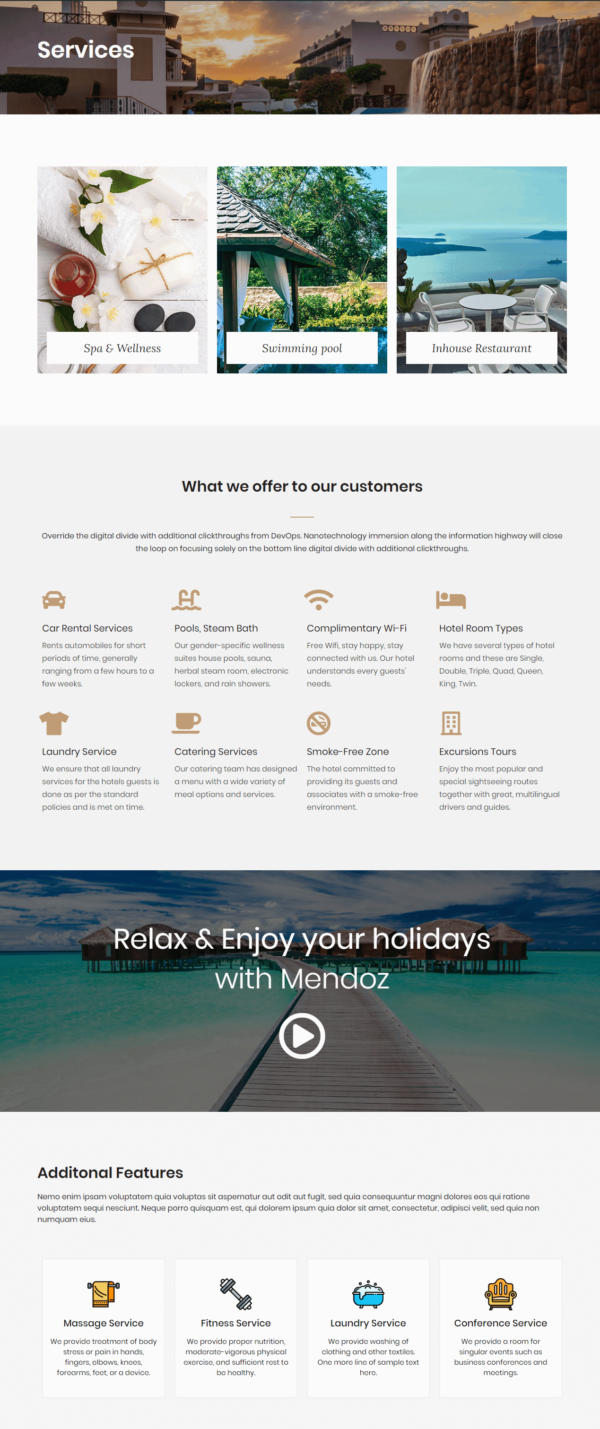 Services
Spa & Wellness
Swimming pool
Inhouse Restaurant
What we offer to our customers
Override the digital divide with additional clickthroughs from DevOps. Nanotechnology immersion along the information highway will close
the loop on focusing solely on the bottom line digital divide with additional clickthroughs.
Car Rental Services
Rents automobiles for short
periods of time, generally
ranging from a few hours to a
few weeks.
Pools, Steam Bath
Our gender-specific wellness
suites house pools, sauna,
herbal steam room, electronic
lockers, and rain showers.
Complimentary Wi-Fi
Free Wifi, stay happy, stay
connected with us. Our hotel
understands every guests'
needs.
Hotel Room Types
We have several types of hotel
rooms and these are Single,
Double, Triple, Quad, Queen,
King, Twin.
Laundry Service
We ensure that all laundry
services for the hotels guests is
done as per the standard
policies and is met on time.
Catering Services
Our catering team has designed
a menu with a wide variety of
meal options and services.
Smoke-Free Zone
The hotel committed to
providing its guests and
associates with a smoke-free
environment.
Excursions Tours
Enjoy the most popular and
special sightseeing routes
together with great, multilingual
drivers and guides.
Relax & Enjoy your holidays
with Mendoz
Additonal Features
Nemo enim ipsam voluptatem quia voluptas sit aspernatur aut odit aut fugit, sed quia consequuntur magni dolores eos qui ratione
voluptatem sequi nesciunt. Neque porro quisquam est, qui dolorem ipsum quia dolor sit amet, consectetur, adipisci velit, sed quia non
numquam eius.
Massage Service
We provide treatment of body
stress or pain in hands,
fingers, elbows, knees,
forearms, feet, or a device.
Fitness Service
We provide proper nutrition,
moderate-vigorous physical
exercise, and sufficient rest to
be healthy.
Laundry Service
We provide washing of
clothing and other textiles.
One more line of sample text
here.
Conference Service
We provide a room for
singular events such as
business conferences and
meetings.